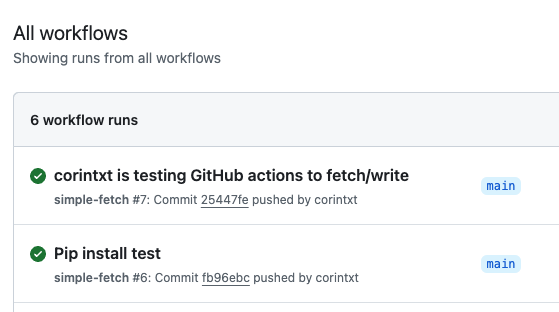 All workflows
Showing runs from all workflows
6 workflow runs
corintxt is testing GitHub actions to fetch/write
main
simple-fetch #7: Commit 25447fe pushed by corintxt
Pip install test
main
simple-fetch #6: Commit fb96ebc pushed by corintxt